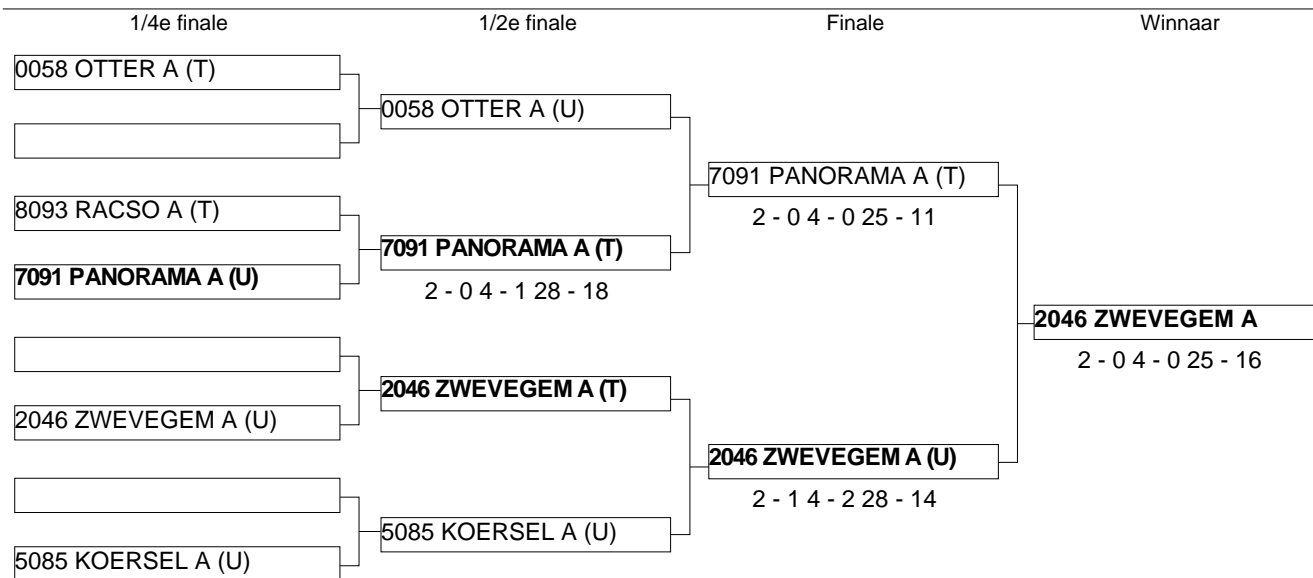 1/4e finale 1/2e finale Finale Winnaar
0058 OTTER A (T)
0058 OTTER A (U)
7091 PANORAMA A (T)
8093 RACSO A (T)
2 - 0 4 - 0 25 - 11
7091 PANORAMA A (T)
7091 PANORAMA A (U)
2 - 0 4 - 1 28 - 18
2046 ZWEVEGEM A
2 - 0 4 - 0 25 - 16
2046 ZWEVEGEM A (T)
2046 ZWEVEGEM A (U)
2046 ZWEVEGEM A (U)
2 - 1 4 - 2 28 - 14
5085 KOERSEL A (U)
5085 KOERSEL A (U)